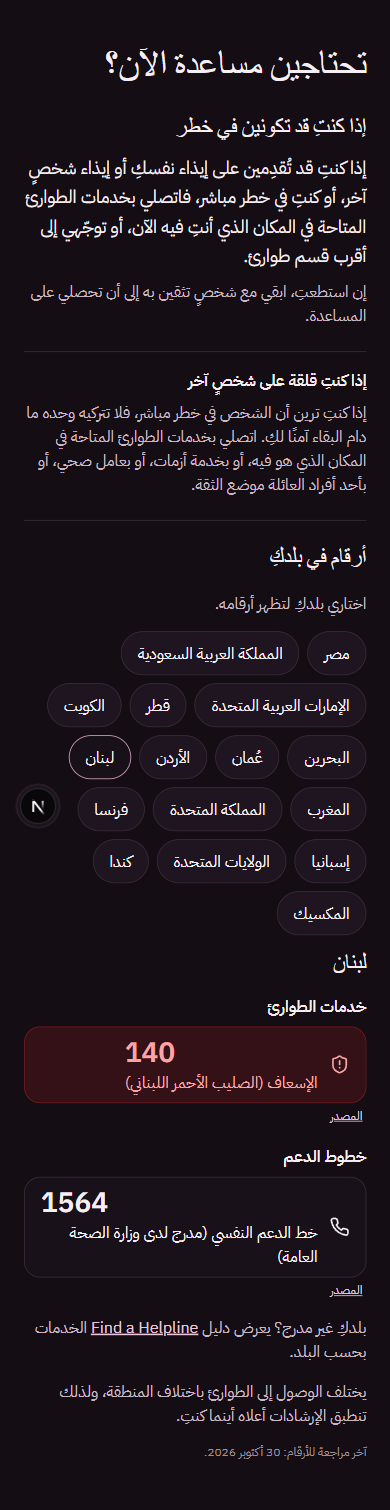 تحتاجين مساعدة الآن؟
إذا كنتِ قد تكونين في خطر
إذا كنتِ قد تُقدِمين على إيذاء نفسكِ أو إيذاء شخصٍ
آخر، أو كنتِ في خطر مباشر، فاتصلي بخدمات الطوارئ
المتاحة في المكان الذي أنتِ فيه الآن، أو توجّهي إلى
أقرب قسم طوارئ.
إن استطعتِ، ابقي مع شخصٍ تثقين به إلى أن تحصلي على
المساعدة.
إذا كنتِ قلقة على شخصٍ آخر
إذا كنتِ ترين أن الشخص في خطر مباشر، فلا تتركيه وحده ما
دام البقاء آمنًا لكِ. اتصلي بخدمات الطوارئ المتاحة في
المكان الذي هو فيه، أو بخدمة أزمات، أو بعامل صحي، أو
بأحد أفراد العائلة موضع الثقة.
أرقام في بلدكِ
اختاري بلدكِ لتظهر أرقامه.
مصر المملكة العربية السعودية
الإمارات العربية المتحدة قطر الكويت
البحرين عُمان الأردن لبنان
المغرب المملكة المتحدة فرنسا N
إسبانيا الولايات المتحدة كندا
المكسيك
لبنان
خدمات الطوارئ
140
الإسعاف (الصليب الأحمر اللبناني)
المصدر
خطوط الدعم
1564
خط الدعم النفسي (مدرج لدى وزارة الصحة
العامة)
المصدر
بلدكِ غير مدرج؟ يعرض دليل Find a Helpline الخدمات
بحسب البلد.
يختلف الوصول إلى الطوارئ باختلاف المنطقة، ولذلك
تنطبق الإرشادات أعلاه أينما كنتِ.
آخر مراجعة للأرقام: 30 أكتوبر 2026.